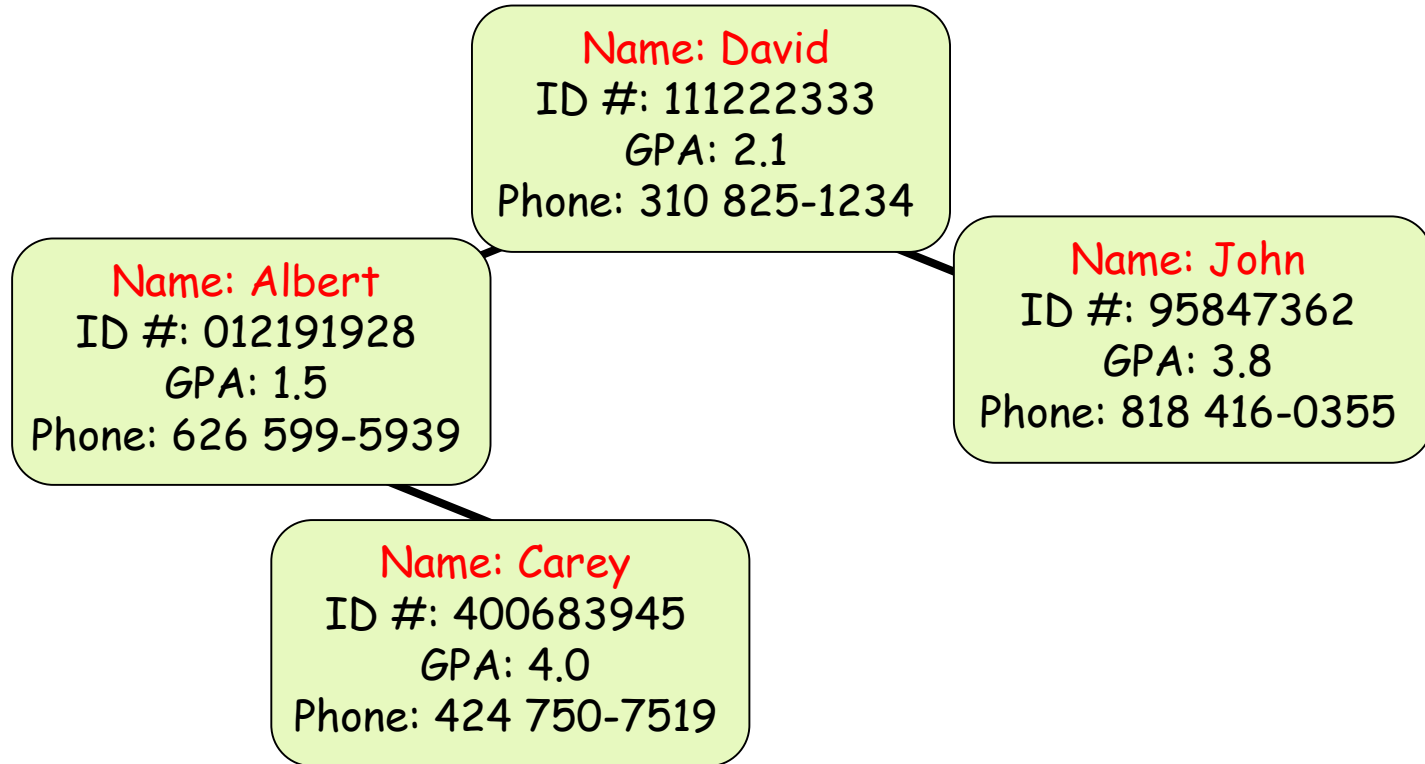 Name: David
ID #: 111222333
GPA: 2.1
Phone: 310 825-1234
Name: Albert
ID #: 012191928
GPA: 1.5
Phone: 626 599-5939
Name: John
ID #: 95847362
GPA: 3.8
Phone: 818 416-0355
Name: Carey
ID #: 400683945
GPA: 4.0
Phone: 424 750-7519